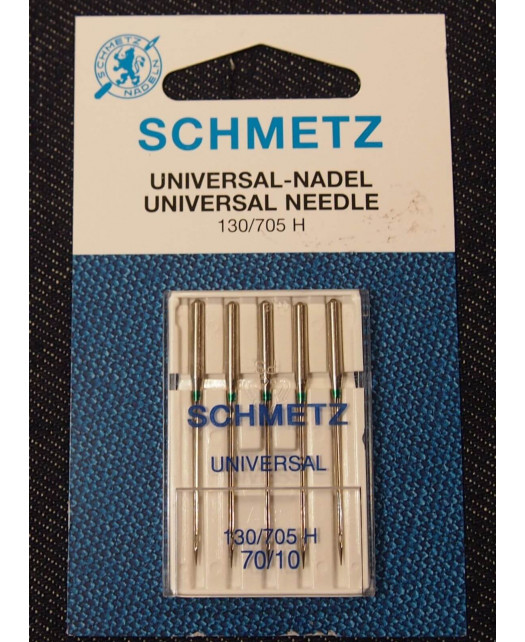 SCHMETZ
NADELN
SCHMETZ
UNIVERSAL-NADEL
UNIVERSAL NEEDLE
130/705 H
SCHMETZ
UNIVERSAL
130/705 H
70/10